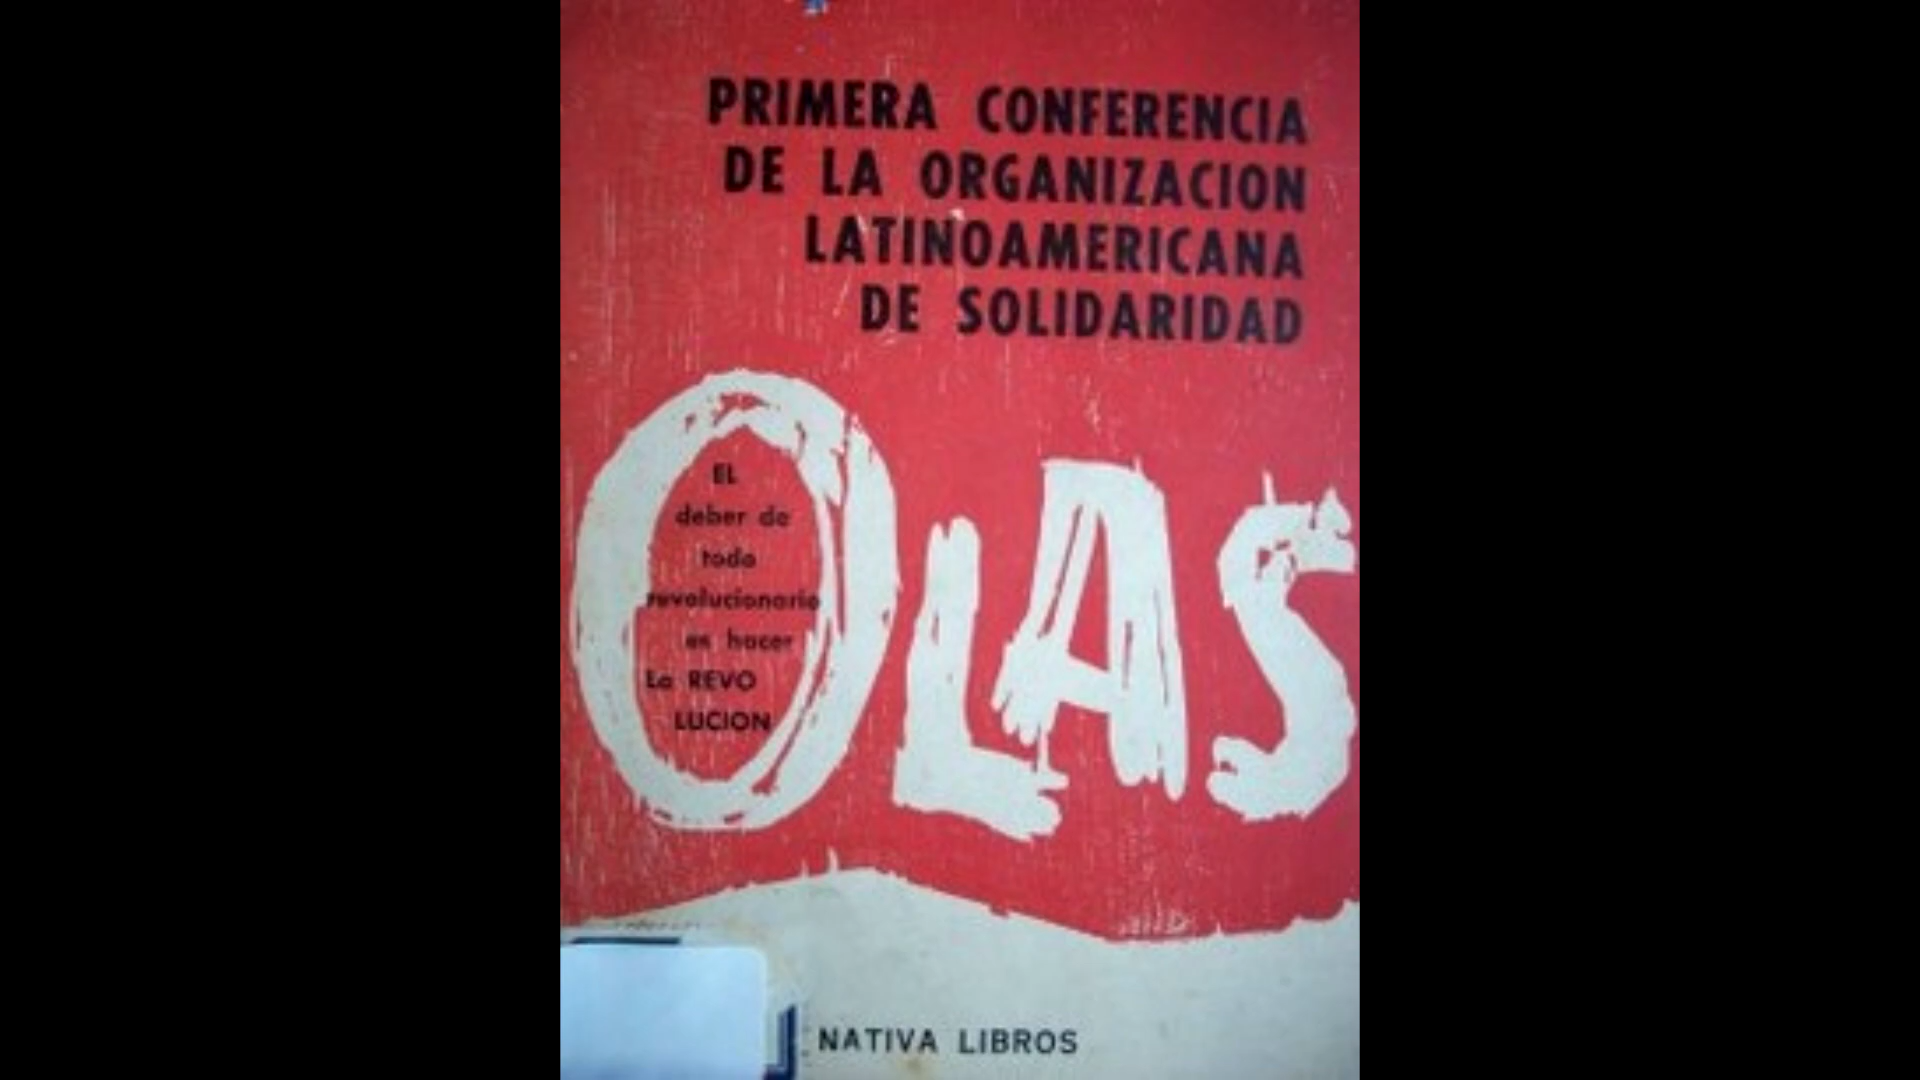 PRIMERA CONFERENCIA
DE LA ORGANIZACION
LATINOAMERICANA
DE SOLIDARIDAD
OLAS
EL
deber de
todo
revolucionario
es hacer
La REVO
LUCION
NATIVA LIBROS